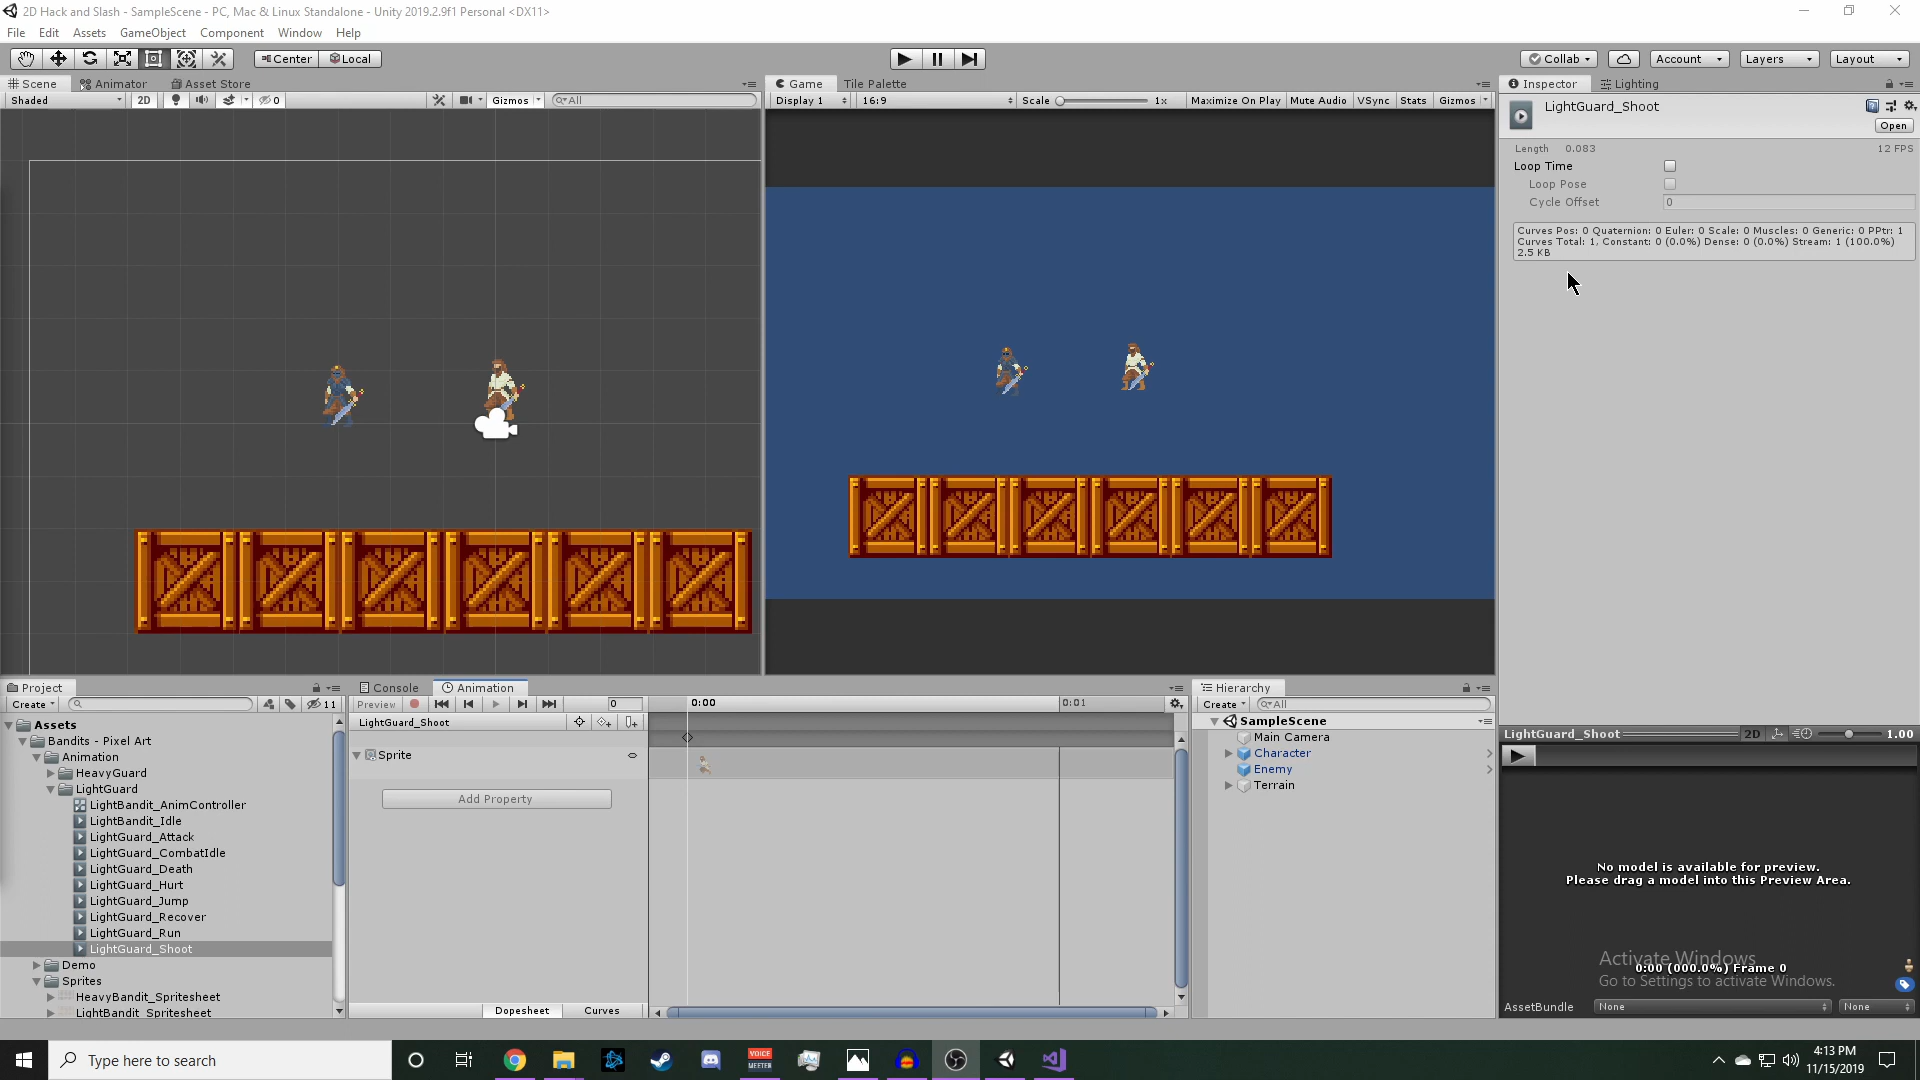 2D Hack and Slash - SampleScene - PC, Mac & Linux Standalone - Unity 2019.2.9f1 Personal <DX11>
File Edit Assets GameObject Component Window Help
Center Local
Collab Account Layers Layout
Scene Animator Asset Store
Shaded 2D 0 Gizmos All
Game Tile Palette
Display 1 16:9 Scale 1x Maximize On Play Mute Audio VSync Stats Gizmos
Inspector Lighting
LightGuard_Shoot
Open
Length 0.083 12 FPS
Loop Time
Loop Pose
Cycle Offset 0
Curves Pos: 0 Quaternion: 0 Euler: 0 Scale: 0 Muscles: 0 Generic: 0 PPtr: 1
Curves Total: 1, Constant: 0 (0.0%) Dense: 0 (0.0%) Stream: 1 (100.0%)
2.5 KB
Project
Create 11
Assets
Bandits - Pixel Art
Animation
HeavyGuard
LightGuard
LightBandit_AnimController
LightBandit_Idle
LightGuard_Attack
LightGuard_CombatIdle
LightGuard_Death
LightGuard_Hurt
LightGuard_Jump
LightGuard_Recover
LightGuard_Run
LightGuard_Shoot
Demo
Sprites
HeavyBandit_Spritesheet
LightBandit_Spritesheet
Console Animation
Preview 0 0:00 0:01
LightGuard_Shoot
Sprite
Add Property
Dopesheet Curves
Hierarchy
Create All
SampleScene
Main Camera
Character
Enemy
Terrain
LightGuard_Shoot 2D 1.00
No model is available for preview.
Please drag a model into this Preview Area.
Activate Windows
0:00 (000.0%) Frame 0
Go to Settings to activate Windows.
AssetBundle None None
Type here to search
VOICE
MEETER
4:13 PM
11/15/2019